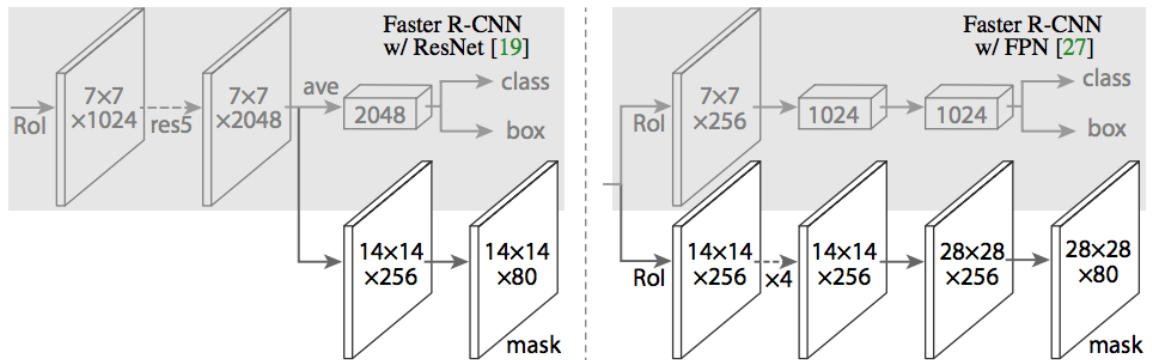 Faster R-CNN
w/ ResNet [19]
RoI
7×7
×1024
res5
7×7
×2048
ave
2048
class
box
14×14
×256
14×14
×80
mask
Faster R-CNN
w/ FPN [27]
RoI
7×7
×256
1024
1024
class
box
RoI
14×14
×256
×4
14×14
×256
28×28
×256
28×28
×80
mask